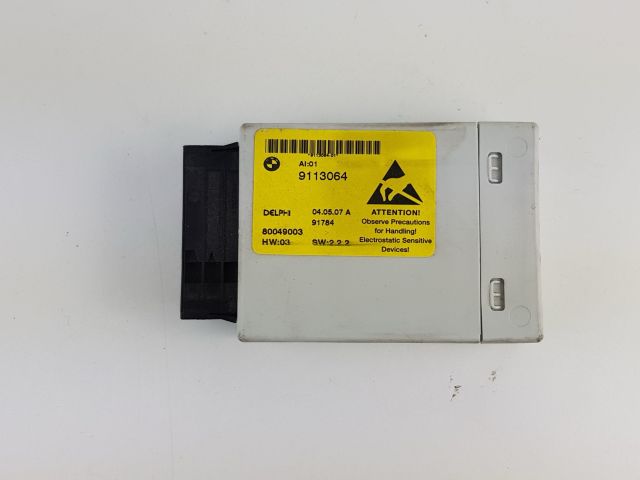 AI:01
9113064
DELPHI 04.05.07 A
91784
80049003
HW:03 SW:2.2.2
ATTENTION!
Observe Precautions
for Handling!
Electrostatic Sensitive
Devices!